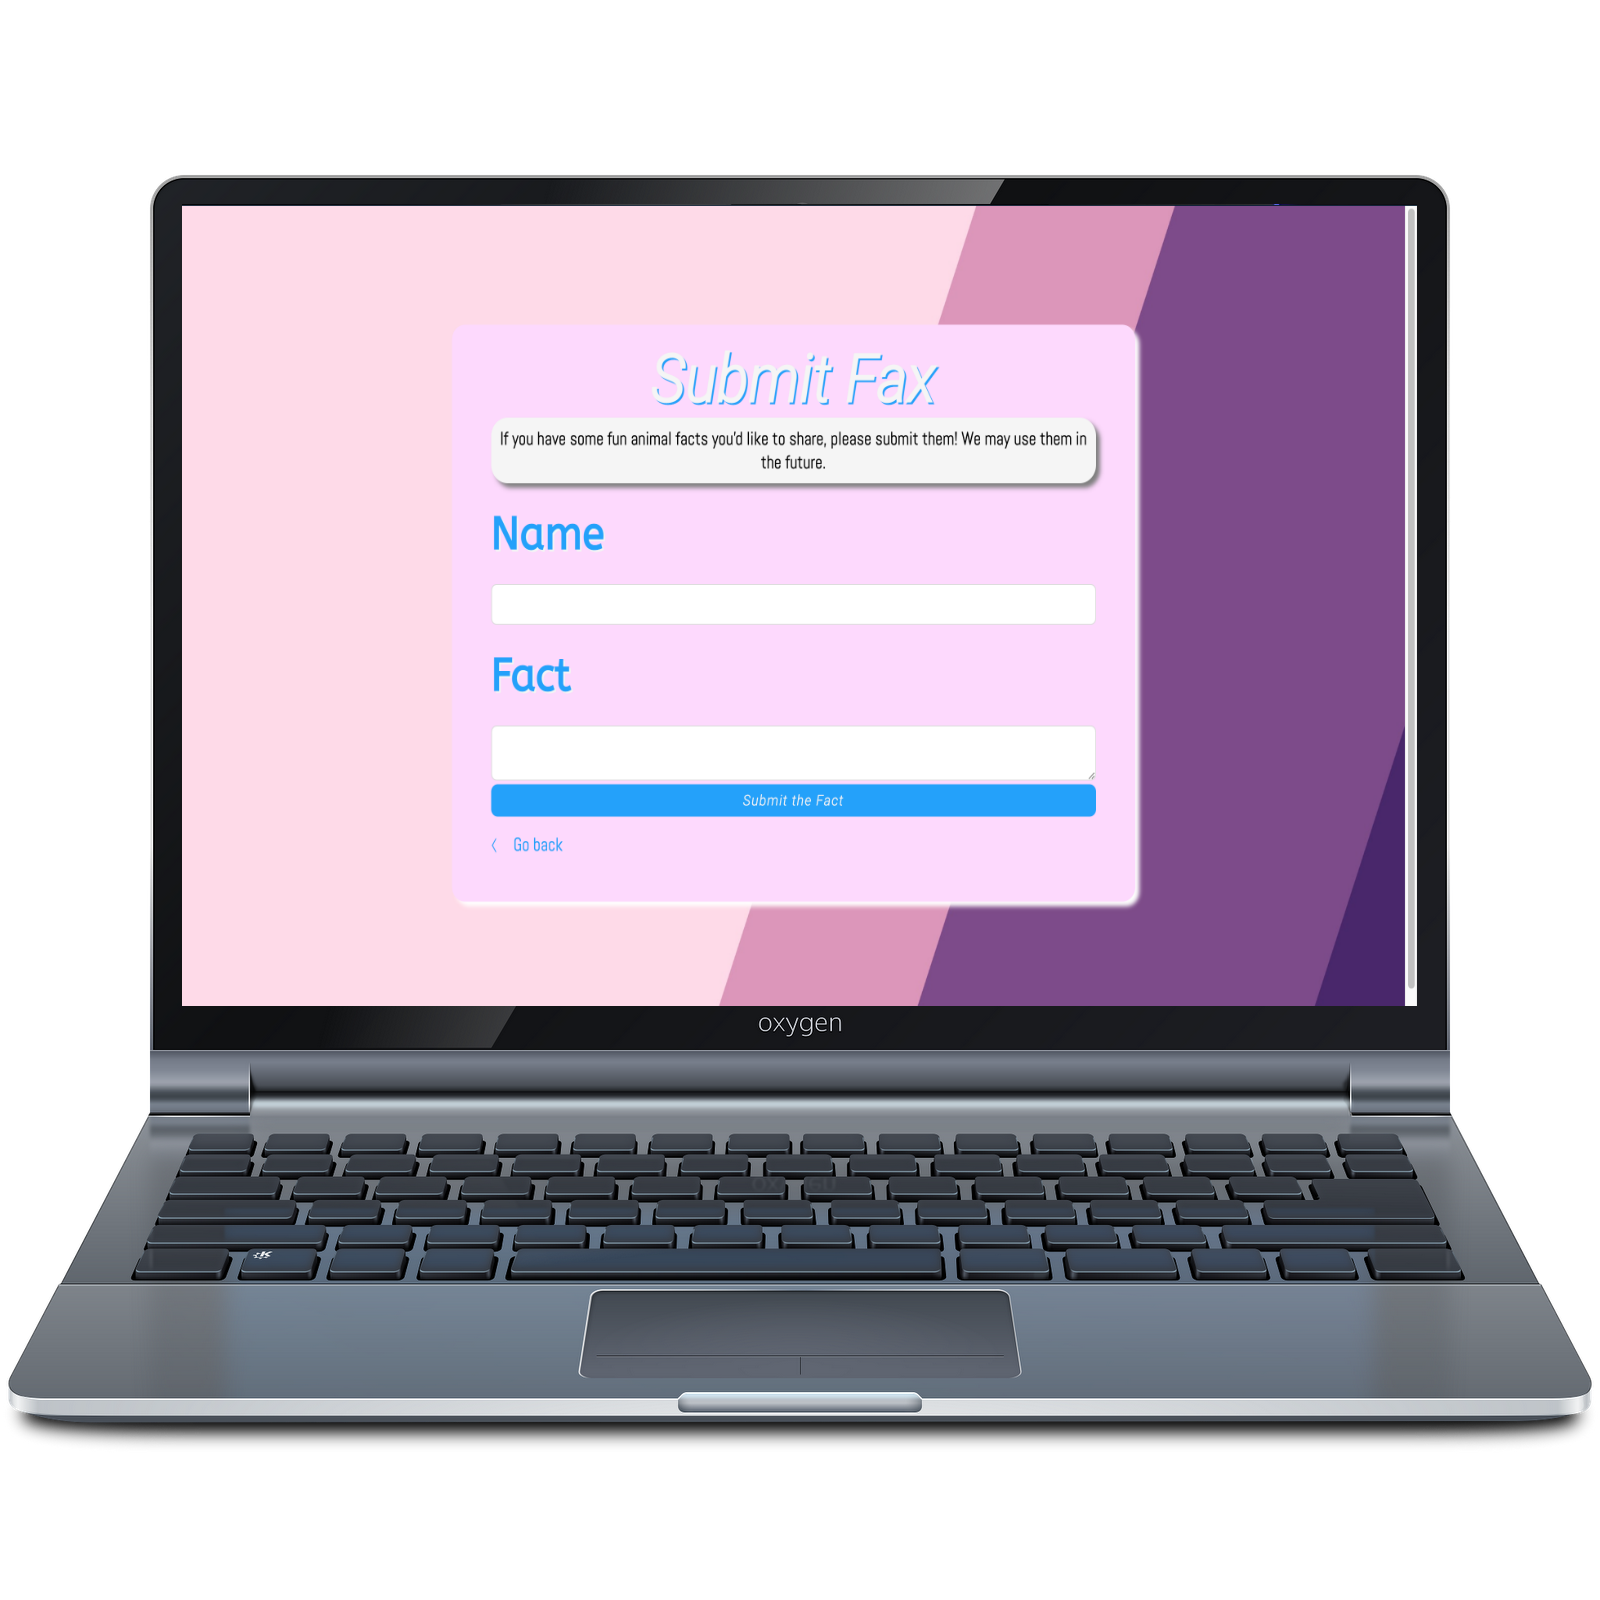 Submit Fax
If you have some fun animal facts you'd like to share, please submit them! We may use them in
the future.
Name
Fact
Submit the Fact
Go back
oxygen